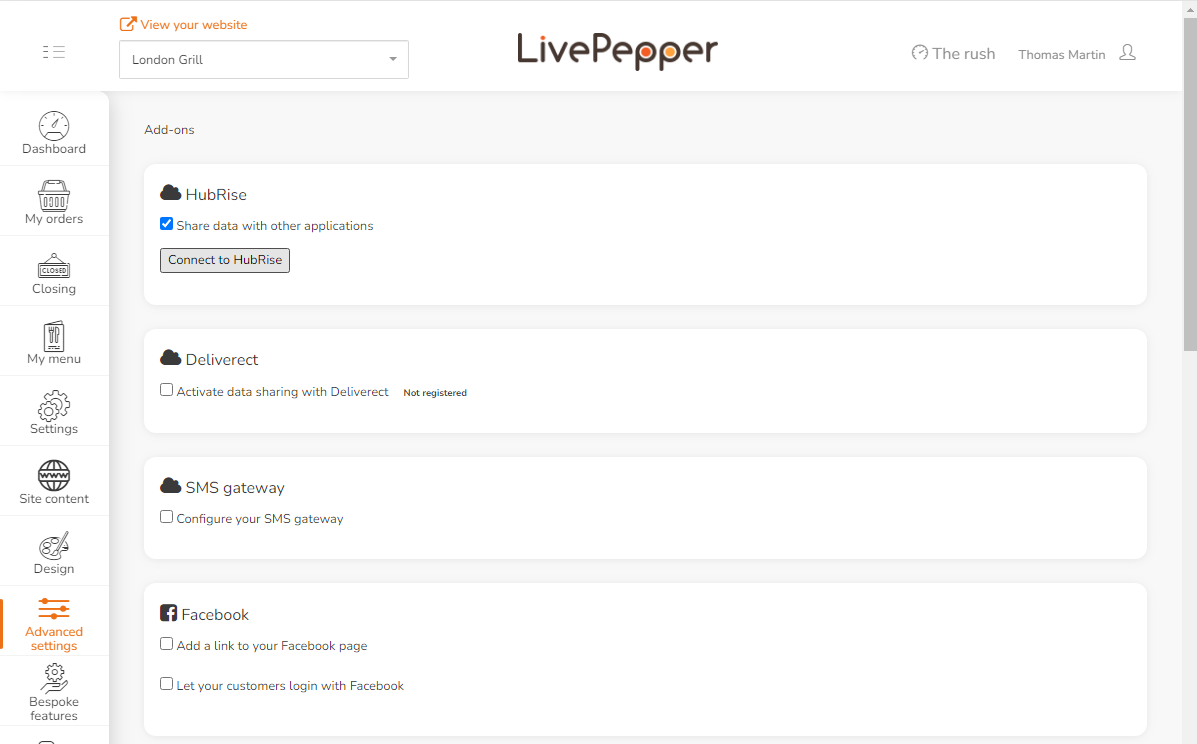 View your website
London Grill
LivePepper
The rush
Thomas Martin
Dashboard
My orders
CLOSED
Closing
My menu
Settings
www
Site content
Design
Advanced
settings
Bespoke
features
Add-ons
HubRise
Share data with other applications
Connect to HubRise
Deliverect
Activate data sharing with Deliverect Not registered
SMS gateway
Configure your SMS gateway
Facebook
Add a link to your Facebook page
Let your customers login with Facebook